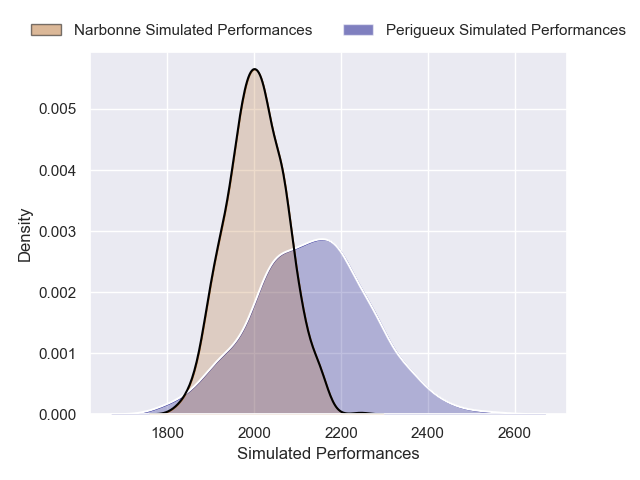 Narbonne Simulated Performances Perigueux Simulated Performances
0.005
0.004
0.003
0.002
0.001
0.000
Density
1800 2000 2200 2400 2600
Simulated Performances